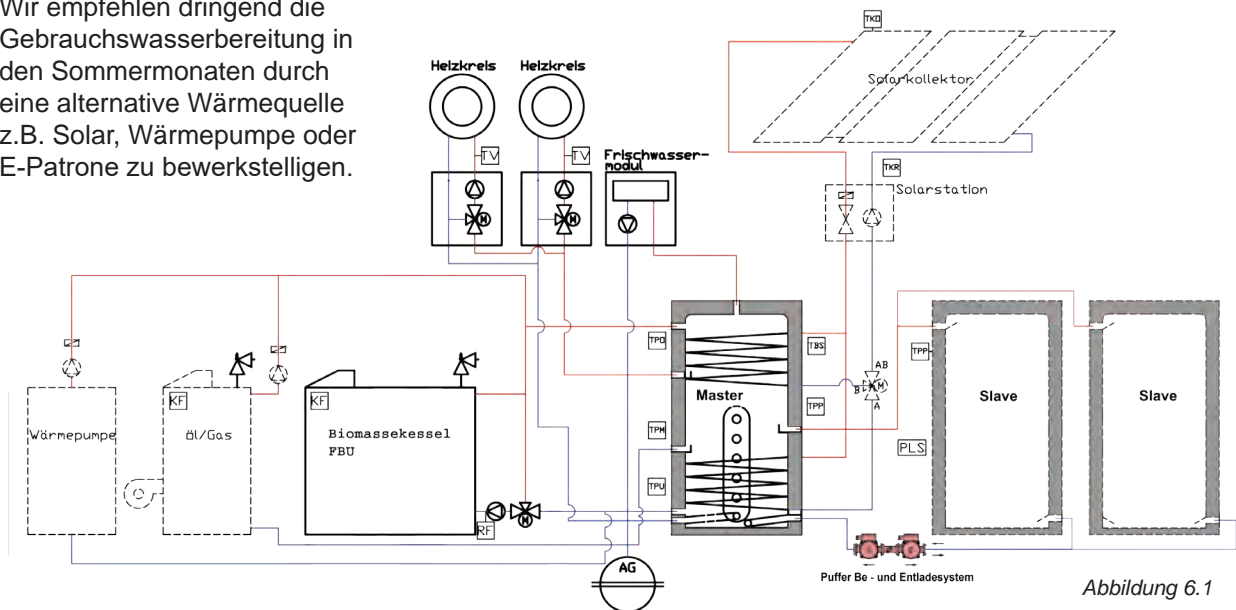 Wir empfehlen dringend die
Gebrauchswasserbereitung in
den Sommermonaten durch
eine alternative Wärmequelle
z.B. Solar, Wärmepumpe oder
E-Patrone zu bewerkstelligen.
TKO
Solarkollektor
Heizkreis
Heizkreis
TV
TV
Frischwasser-
modul
TKR
Solarstation
M
M
TPO
TBS
TPP
AB
B
M
A
Master
TPP
TPM
TPU
PLS
Slave
Slave
KF
KF
Wärmepumpe
öl/Gas
Biomassekessel
FBU
RF
M
AG
Puffer Be - und Entladesystem
Abbildung 6.1